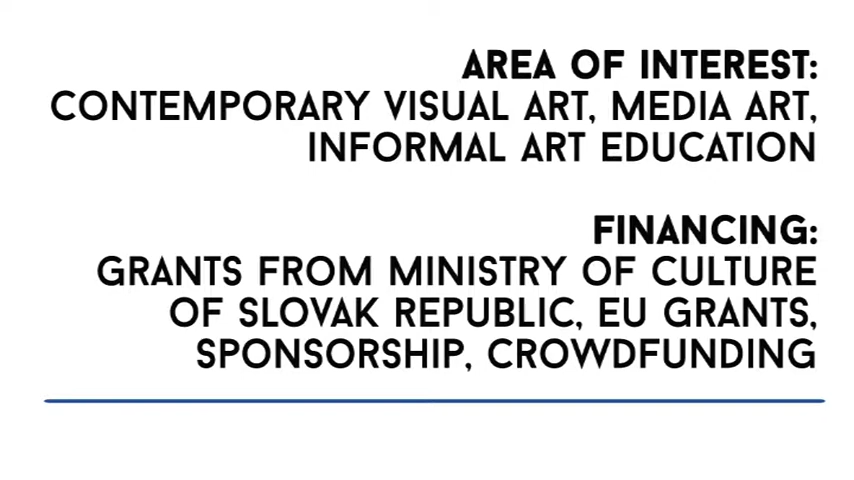 AREA OF INTEREST:
CONTEMPORARY VISUAL ART, MEDIA ART,
INFORMAL ART EDUCATION
FINANCING:
GRANTS FROM MINISTRY OF CULTURE
OF SLOVAK REPUBLIC, EU GRANTS,
SPONSORSHIP, CROWDFUNDING